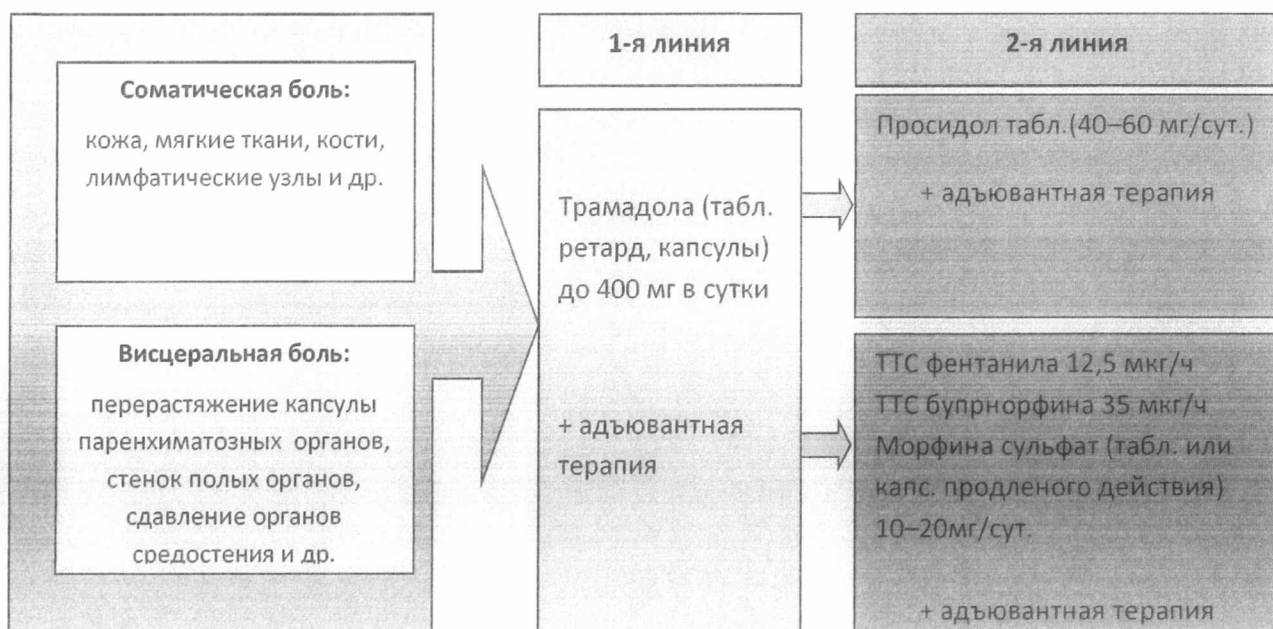 Соматическая боль:
кожа, мягкие ткани, кости,
лимфатические узлы и др.
Висцеральная боль:
перерастяжение капсулы
паренхиматозных органов,
стенок полых органов,
сдавление органов
средостения и др.
1-я линия
Трамадола (табл.
ретард, капсулы)
до 400 мг в сутки
+ адъювантная
терапия
2-я линия
Просидол табл.(40–60 мг/сут.)
+ адъювантная терапия
ТТС фентанила 12,5 мкг/ч
ТТС бупрнорфина 35 мкг/ч
Морфина сульфат (табл. или
капс. продленого действия)
10–20мг/сут.
+ адъювантная терапия